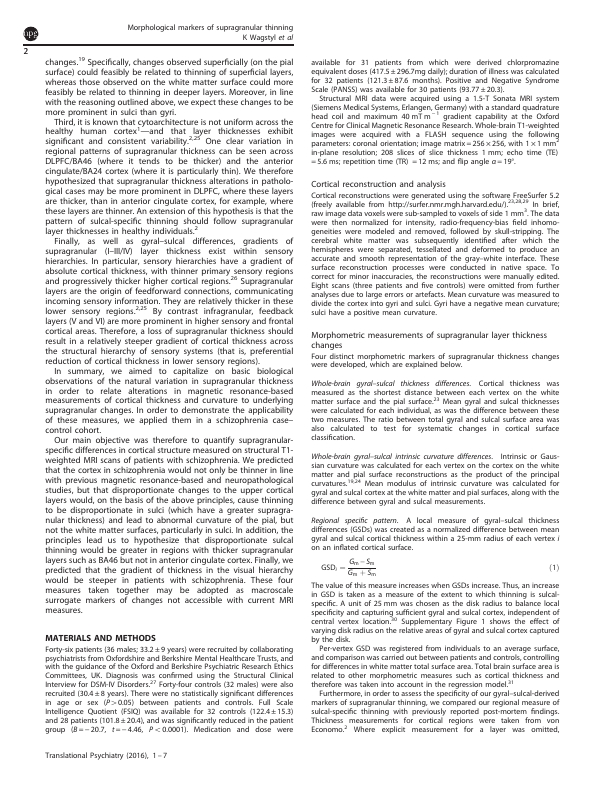 Morphological markers of supragranular thinning
K Wagstyl et al
npg
2
changes.19 Specifically, changes observed superficially (on the pial
surface) could feasibly be related to thinning of superficial layers,
whereas those observed on the white matter surface could more
feasibly be related to thinning in deeper layers. Moreover, in line
with the reasoning outlined above, we expect these changes to be
more prominent in sulci than gyri.
Third, it is known that cytoarchitecture is not uniform across the
healthy human cortex1—and that layer thicknesses exhibit
significant and consistent variability.2,25 One clear variation in
regional patterns of supragranular thickness can be seen across
DLPFC/BA46 (where it tends to be thicker) and the anterior
cingulate/BA24 cortex (where it is particularly thin). We therefore
hypothesized that supragranular thickness alterations in patholo-
gical cases may be more prominent in DLPFC, where these layers
are thicker, than in anterior cingulate cortex, for example, where
these layers are thinner. An extension of this hypothesis is that the
pattern of sulcal-specific thinning should follow supragranular
layer thicknesses in healthy individuals.2
Finally, as well as gyral–sulcal differences, gradients of
supragranular (I–III/IV) layer thickness exist within sensory
hierarchies. In particular, sensory hierarchies have a gradient of
absolute cortical thickness, with thinner primary sensory regions
and progressively thicker higher cortical regions.26 Supragranular
layers are the origin of feedforward connections, communicating
incoming sensory information. They are relatively thicker in these
lower sensory regions.2,25 By contrast infragranular, feedback
layers (V and VI) are more prominent in higher sensory and frontal
cortical areas. Therefore, a loss of supragranular thickness should
result in a relatively steeper gradient of cortical thickness across
the structural hierarchy of sensory systems (that is, preferential
reduction of cortical thickness in lower sensory regions).
In summary, we aimed to capitalize on basic biological
observations of the natural variation in supragranular thickness
in order to relate alterations in magnetic resonance-based
measurements of cortical thickness and curvature to underlying
supragranular changes. In order to demonstrate the applicability
of these measures, we applied them in a schizophrenia case–
control cohort.
Our main objective was therefore to quantify supragranular-
specific differences in cortical structure measured on structural T1-
weighted MRI scans of patients with schizophrenia. We predicted
that the cortex in schizophrenia would not only be thinner in line
with previous magnetic resonance-based and neuropathological
studies, but that disproportionate changes to the upper cortical
layers would, on the basis of the above principles, cause thinning
to be disproportionate in sulci (which have a greater supragra-
nular thickness) and lead to abnormal curvature of the pial, but
not the white matter surfaces, particularly in sulci. In addition, the
principles lead us to hypothesize that disproportionate sulcal
thinning would be greater in regions with thicker supragranular
layers such as BA46 but not in anterior cingulate cortex. Finally, we
predicted that the gradient of thickness in the visual hierarchy
would be steeper in patients with schizophrenia. These four
measures taken together may be adopted as macroscale
surrogate markers of changes not accessible with current MRI
measures.
MATERIALS AND METHODS
Forty-six patients (36 males; 33.2 ± 9 years) were recruited by collaborating
psychiatrists from Oxfordshire and Berkshire Mental Healthcare Trusts, and
with the guidance of the Oxford and Berkshire Psychiatric Research Ethics
Committees, UK. Diagnosis was confirmed using the Structural Clinical
Interview for DSM-IV Disorders.27 Forty-four controls (32 males) were also
recruited (30.4 ± 8 years). There were no statistically significant differences
in age or sex (P > 0.05) between patients and controls. Full Scale
Intelligence Quotient (FSIQ) was available for 32 controls (122.4 ± 15.3)
and 28 patients (101.8 ± 20.4), and was significantly reduced in the patient
group (B = − 20.7, t = − 4.46, P < 0.0001). Medication and dose were
available for 31 patients from which were derived chlorpromazine
equivalent doses (417.5 ± 296.7mg daily); duration of illness was calculated
for 32 patients (121.3 ± 87.6 months). Positive and Negative Syndrome
Scale (PANSS) was available for 30 patients (93.77 ± 20.3).
Structural MRI data were acquired using a 1.5-T Sonata MRI system
(Siemens Medical Systems, Erlangen, Germany) with a standard quadrature
head coil and maximum 40 mT m − 1 gradient capability at the Oxford
Centre for Clinical Magnetic Resonance Research. Whole-brain T1-weighted
images were acquired with a FLASH sequence using the following
parameters: coronal orientation; image matrix = 256 × 256, with 1 × 1 mm2
in-plane resolution; 208 slices of slice thickness 1 mm; echo time (TE)
= 5.6 ms; repetition time (TR) = 12 ms; and flip angle α = 19°.
Cortical reconstruction and analysis
Cortical reconstructions were generated using the software FreeSurfer 5.2
(freely available from http://surfer.nmr.mgh.harvard.edu/).23,28,29 In brief,
raw image data voxels were sub-sampled to voxels of side 1 mm3. The data
were then normalized for intensity, radio-frequency-bias field inhomo-
geneities were modeled and removed, followed by skull-stripping. The
cerebral white matter was subsequently identified after which the
hemispheres were separated, tessellated and deformed to produce an
accurate and smooth representation of the gray–white interface. These
surface reconstruction processes were conducted in native space. To
correct for minor inaccuracies, the reconstructions were manually edited.
Eight scans (three patients and five controls) were omitted from further
analyses due to large errors or artefacts. Mean curvature was measured to
divide the cortex into gyri and sulci. Gyri have a negative mean curvature;
sulci have a positive mean curvature.
Morphometric measurements of supragranular layer thickness
changes
Four distinct morphometric markers of supragranular thickness changes
were developed, which are explained below.
Whole-brain gyral–sulcal thickness differences. Cortical thickness was
measured as the shortest distance between each vertex on the white
matter surface and the pial surface.23 Mean gyral and sulcal thicknesses
were calculated for each individual, as was the difference between these
two measures. The ratio between total gyral and sulcal surface area was
also calculated to test for systematic changes in cortical surface
classification.
Whole-brain gyral–sulcal intrinsic curvature differences. Intrinsic or Gaus-
sian curvature was calculated for each vertex on the cortex on the white
matter and pial surface reconstructions as the product of the principal
curvatures.19,24 Mean modulus of intrinsic curvature was calculated for
gyral and sulcal cortex at the white matter and pial surfaces, along with the
difference between gyral and sulcal measures.
Regional specific pattern. A local measure of gyral–sulcal thickness
differences (GSDs) was created as a normalized difference between mean
gyral and sulcal cortical thickness within a 25-mm radius of each vertex i
on an inflated cortical surface.
GSDi = Gm − Sm / Gm + Sm (1)
The value of this measure increases when GSDs increase. Thus, an increase
in GSD is taken as a measure of the extent to which thinning is sulcal-
specific. A unit of 25 mm was chosen as the disk radius to balance local
specificity and capturing sufficient gyral and sulcal cortex, independent of
central vertex location.30 Supplementary Figure 1 shows the effect of
varying disk radius on the relative areas of gyral and sulcal cortex captured
by the disk.
Per-vertex GSD was registered from individuals to an average surface,
and comparison was carried out between patients and controls, controlling
for differences in white matter total surface area. Total brain surface area is
related to other morphometric measures such as cortical thickness and
therefore was taken into account in the regression model.31
Furthermore, in order to assess the specificity of our gyral–sulcal-derived
markers of supragranular thinning, we compared our regional measure of
sulcal-specific thinning with previously reported post-mortem findings.
Thickness measurements for cortical regions were taken from von
Economo.2 Where explicit measurement for a layer was omitted,
Translational Psychiatry (2016), 1 – 7